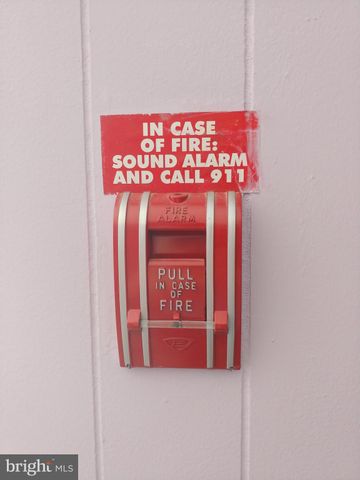 IN CASE
OF FIRE:
SOUND ALARM
AND CALL 911
FIRE
ALARM
PULL
IN CASE
OF
FIRE
bright MLS